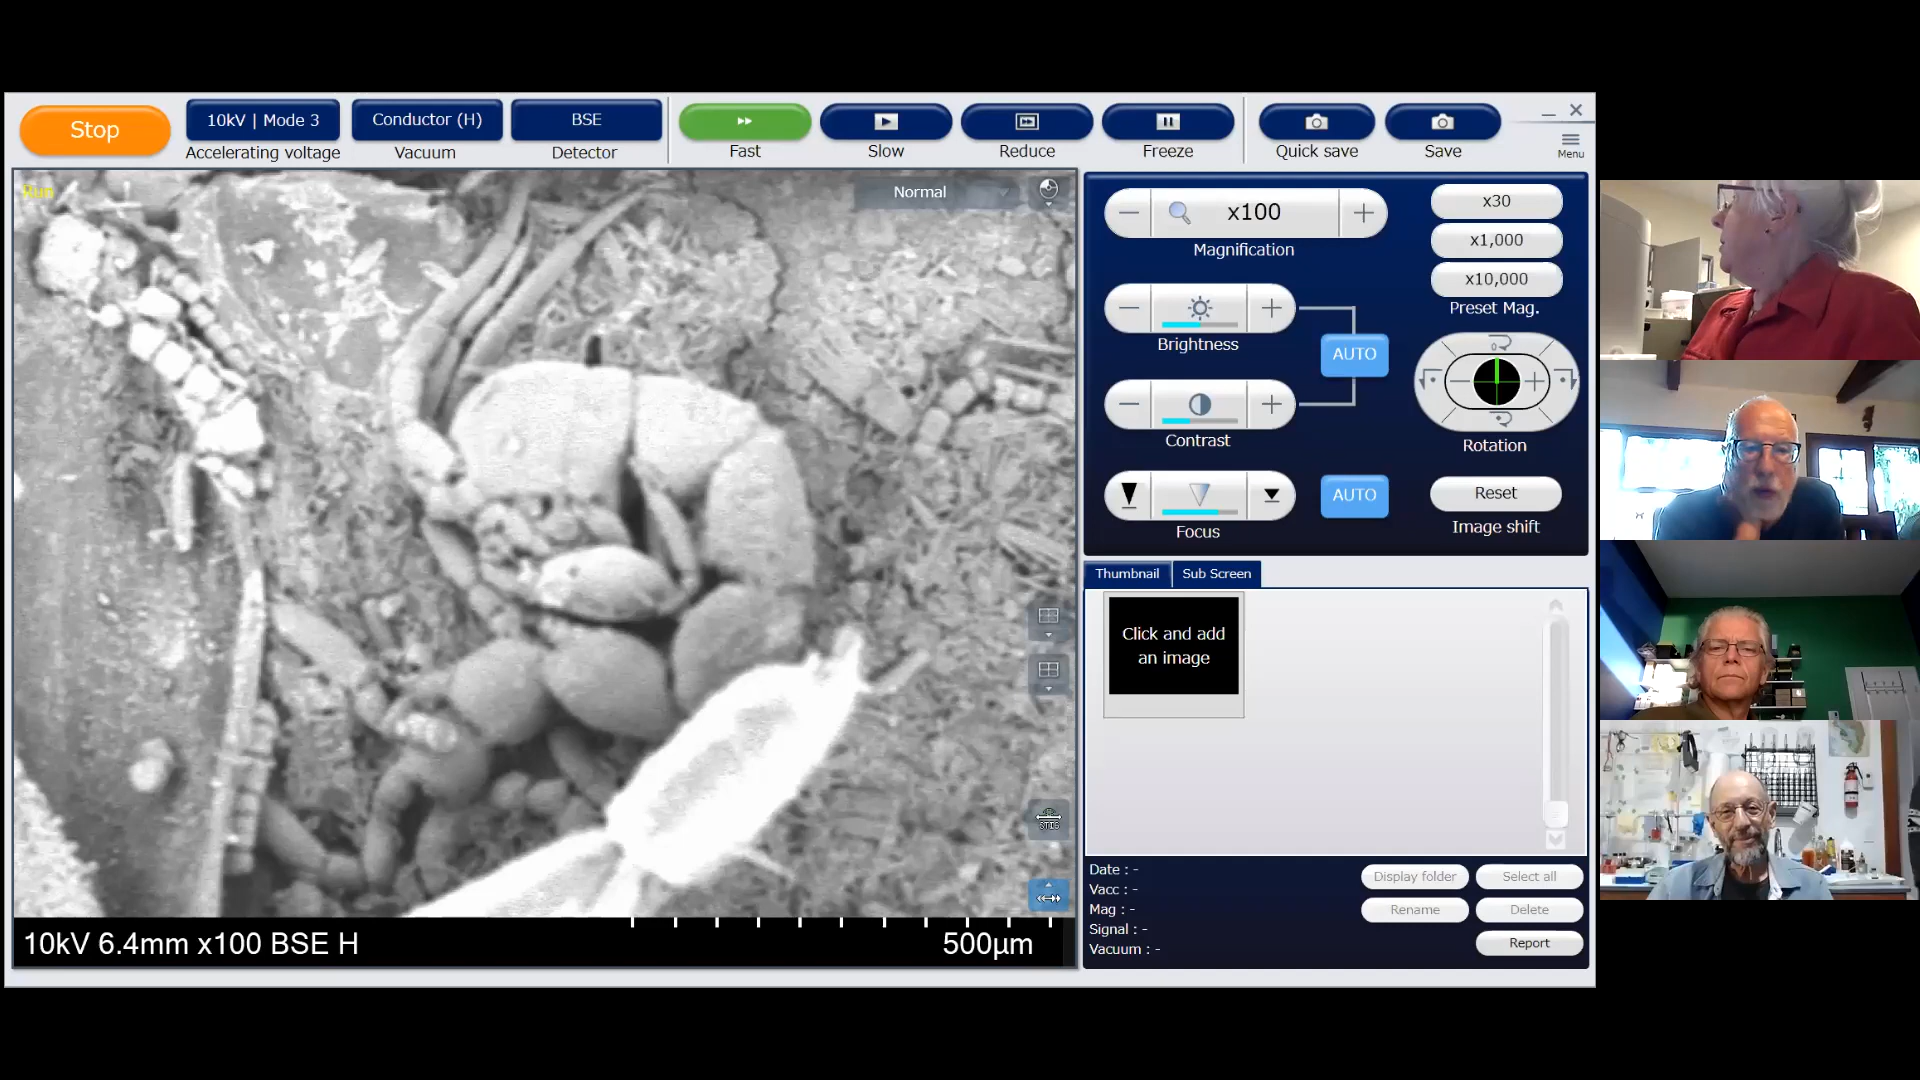 Stop
10kV | Mode 3
Accelerating voltage
Conductor (H)
Vacuum
BSE
Detector
Fast
Slow
Reduce
Freeze
Quick save
Save
Menu
Run
Normal
x100
Magnification
x30
x1,000
x10,000
Preset Mag.
Brightness
AUTO
Contrast
Rotation
Focus
AUTO
Reset
Image shift
Thumbnail
Sub Screen
Click and add
an image
STIG
Date : -
Vacc : -
Mag : -
Signal : -
Vacuum : -
Display folder
Select all
Rename
Delete
Report
10kV 6.4mm x100 BSE H
500µm